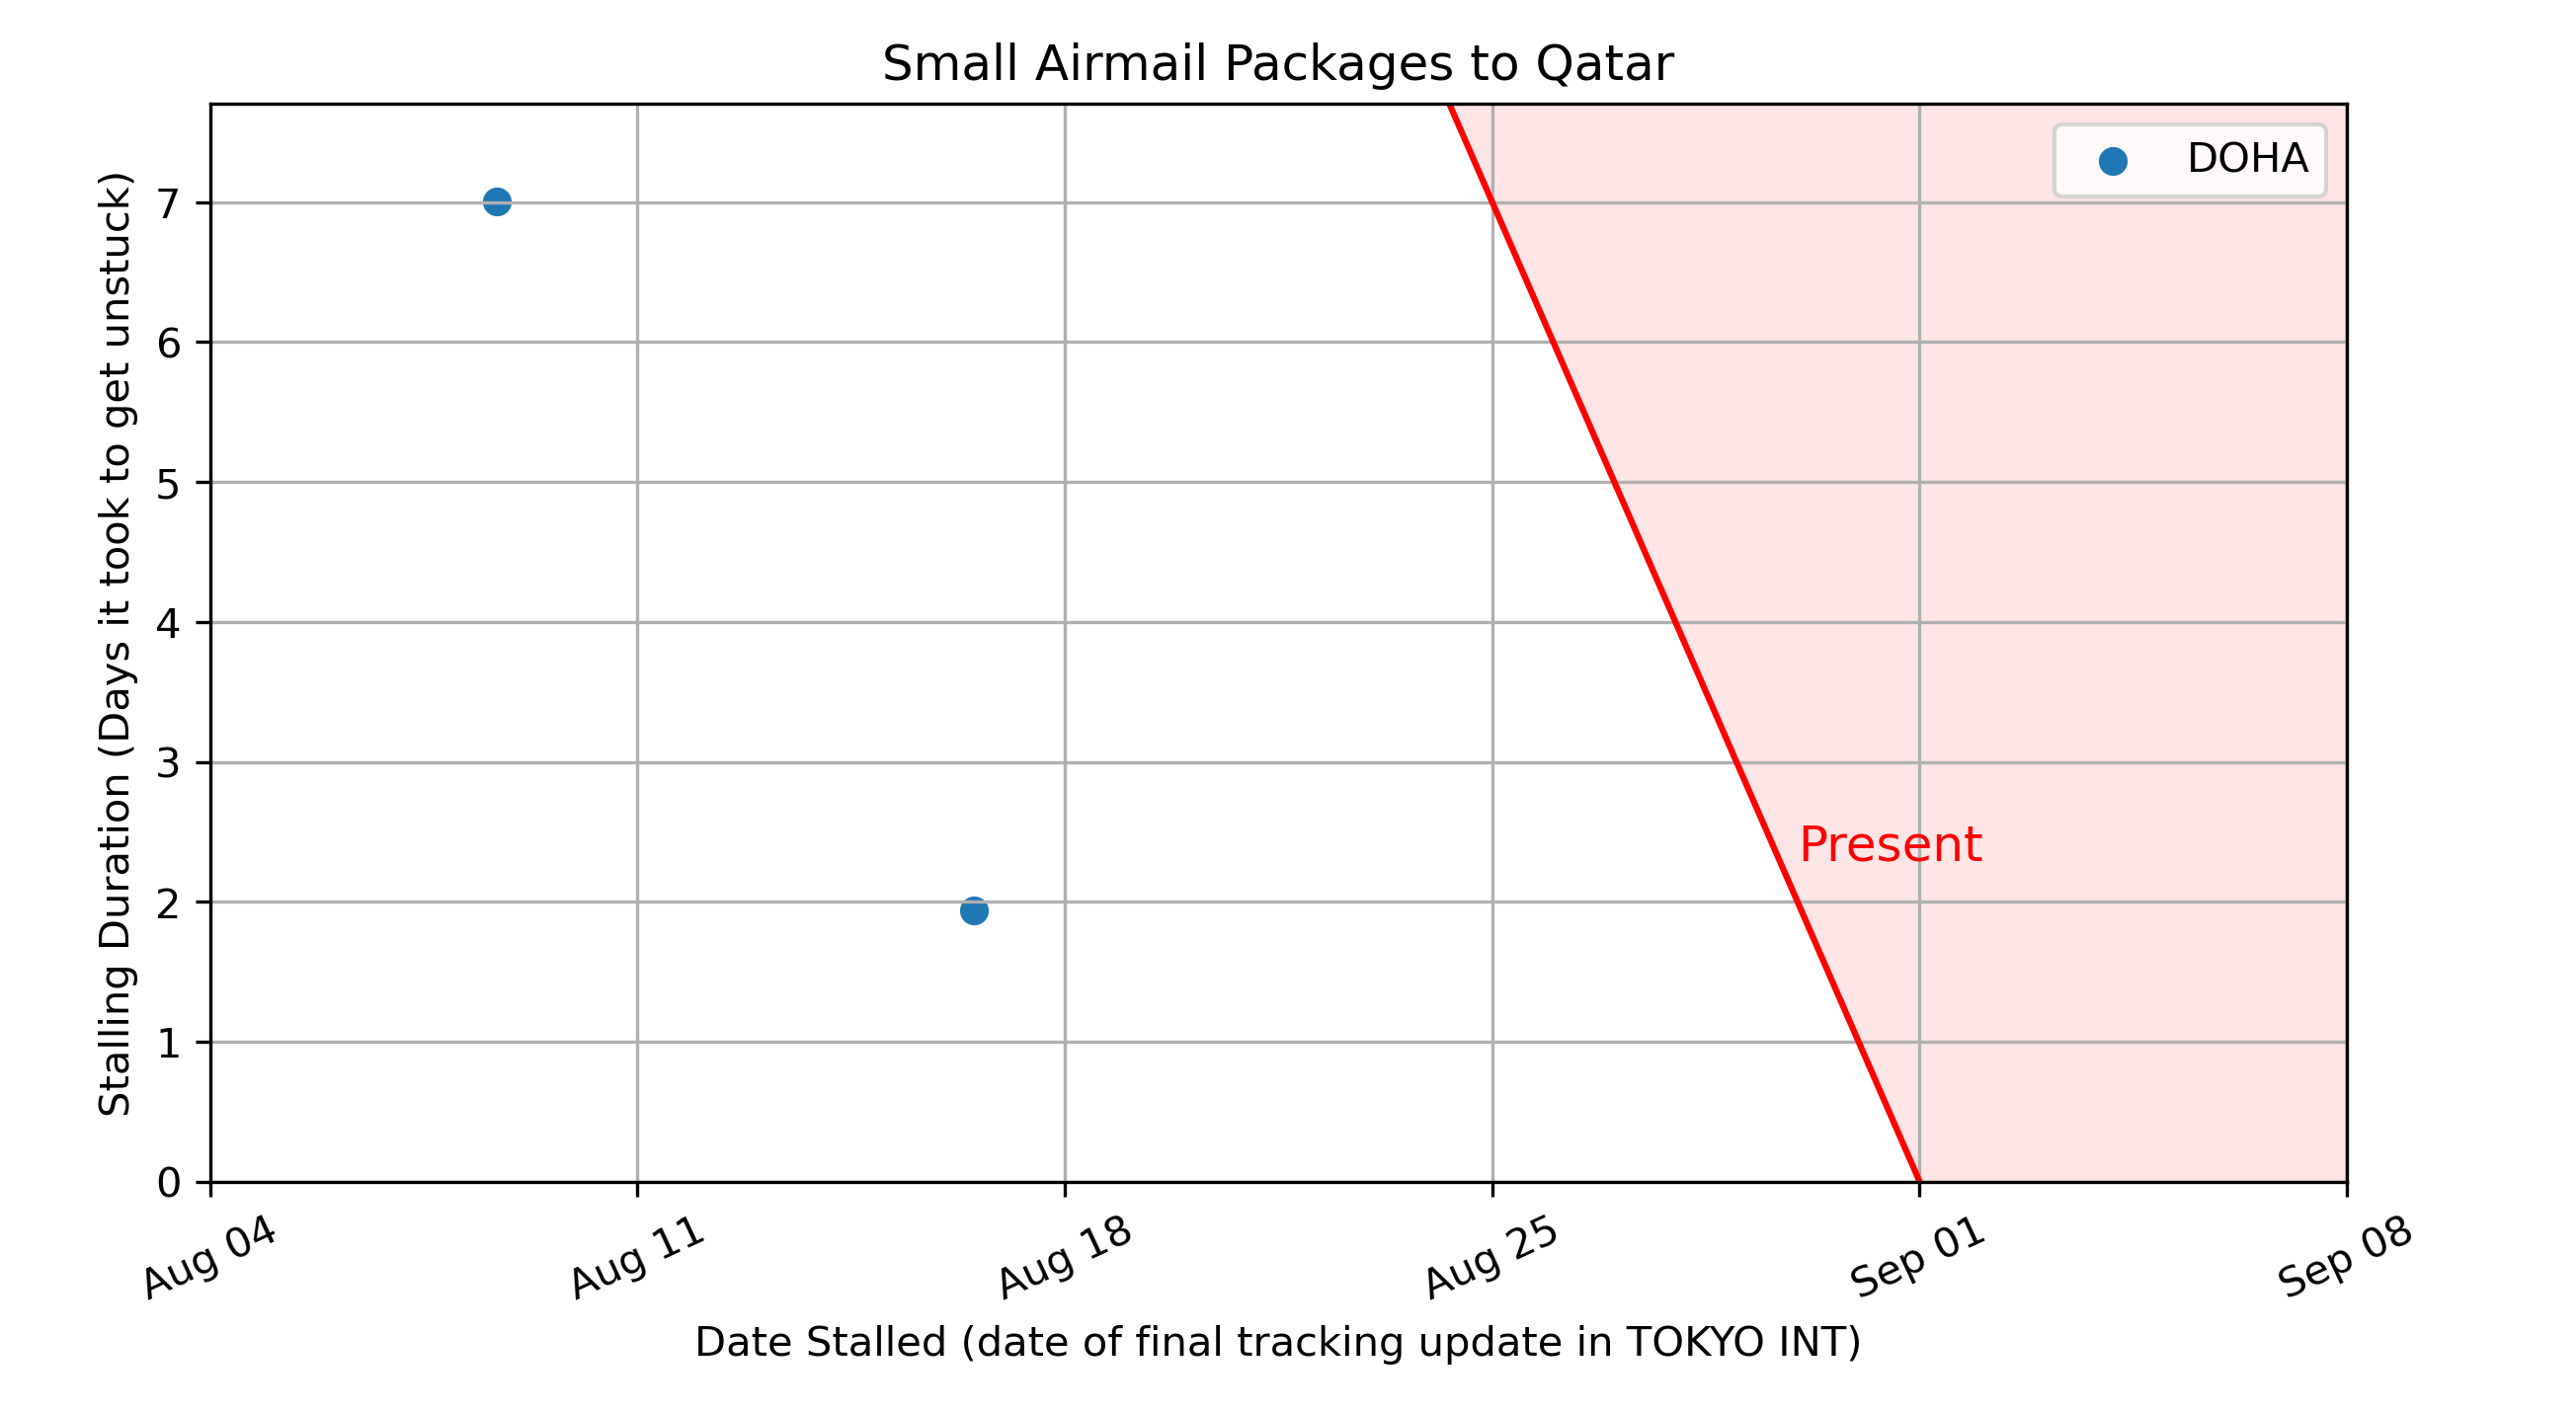 Small Airmail Packages to Qatar
DOHA
Stalling Duration (Days it took to get unstuck)
7
6
5
4
3
2
1
0
Present
Aug 04
Aug 11
Aug 18
Aug 25
Sep 01
Sep 08
Date Stalled (date of final tracking update in TOKYO INT)